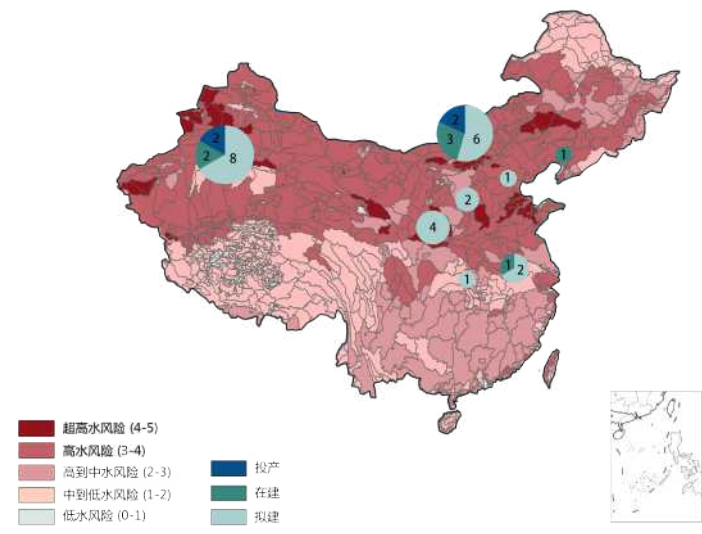 2
3
6
2
2
8
1
1
2
4
1
2
1
超高水风险 (4-5)
高水风险 (3-4)
高到中水风险 (2-3)
中到低水风险 (1-2)
低水风险 (0-1)
投产
在建
拟建